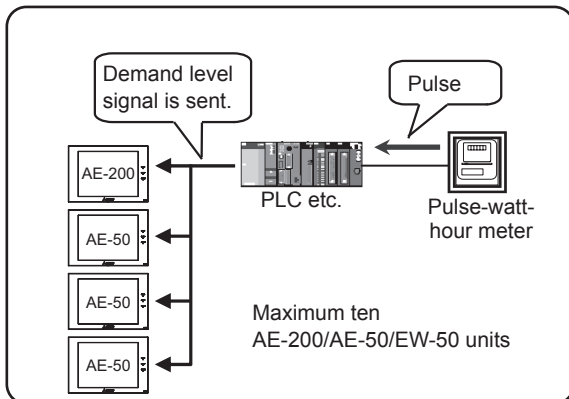 Demand level
signal is sent.
Pulse
AE-200
AE-50
AE-50
AE-50
PLC etc.
Pulse-watt-
hour meter
Maximum ten
AE-200/AE-50/EW-50 units